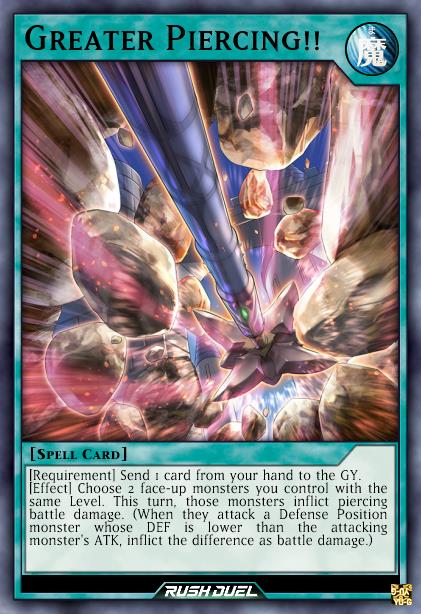 Greater Piercing!!
ま
魔
[Spell Card]
[Requirement] Send 1 card from your hand to the GY.
[Effect] Choose 2 face-up monsters you control with the
same Level. This turn, those monsters inflict piercing
battle damage. (When they attack a Defense Position
monster whose DEF is lower than the attacking
monster's ATK, inflict the difference as battle damage.)
RUSH DUEL